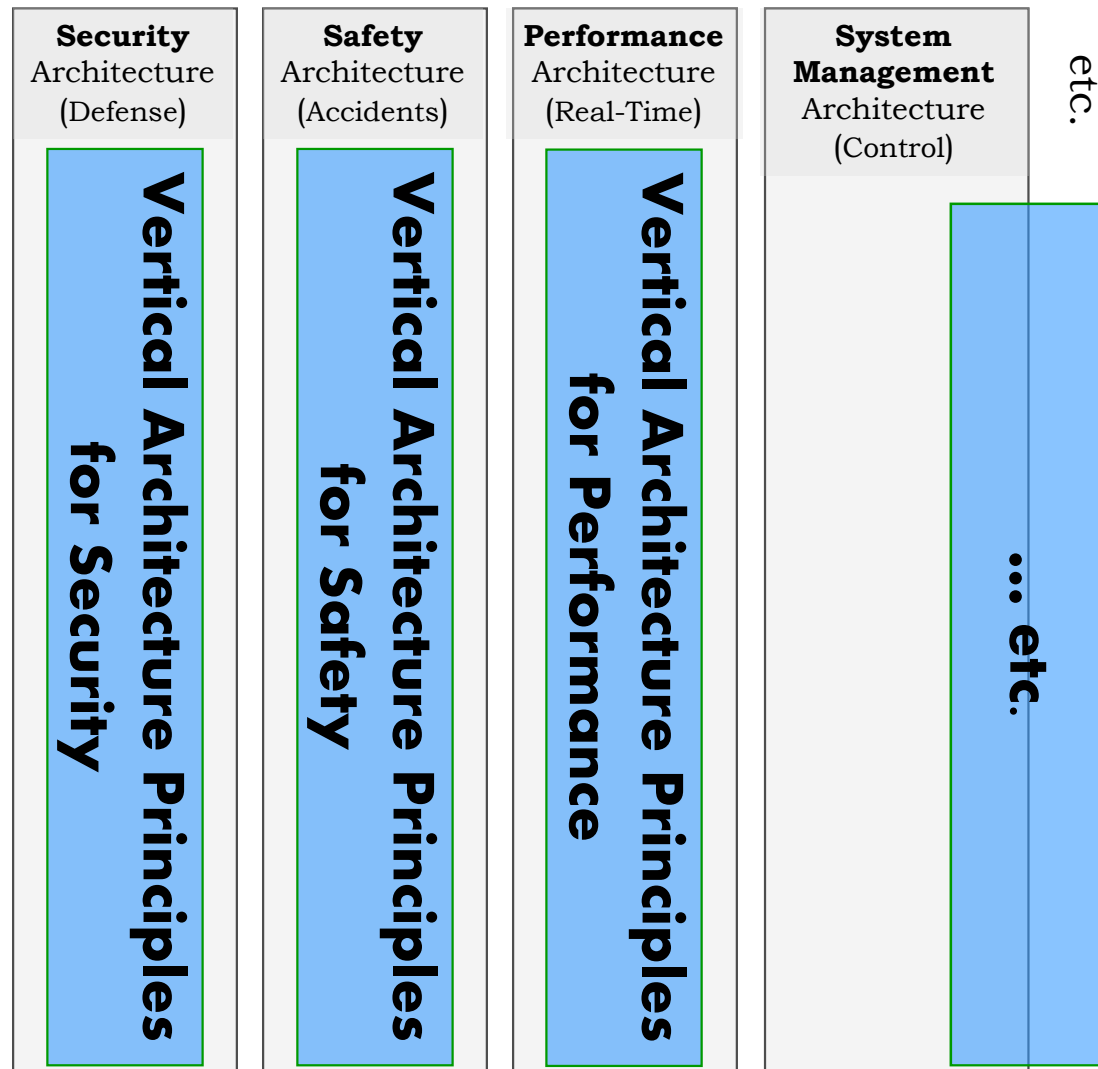 Security
Architecture
(Defense)
Safety
Architecture
(Accidents)
Performance
Architecture
(Real-Time)
System
Management
Architecture
(Control)
etc.
Vertical Architecture Principles
for Security
Vertical Architecture Principles
for Safety
Vertical Architecture Principles
for Performance
... etc.